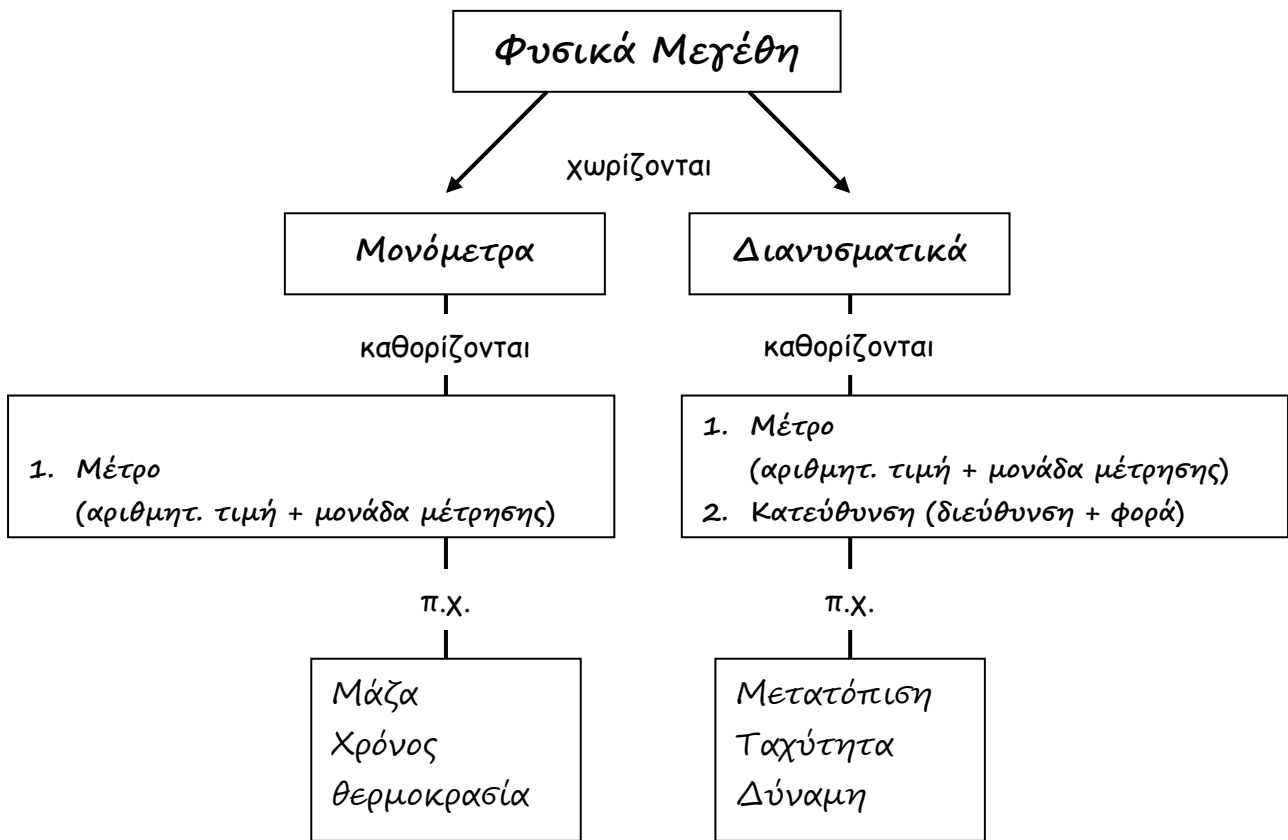 Φυσικά Μεγέθη
χωρίζονται
Μονόμετρα
Διανυσματικά
καθορίζονται
καθορίζονται
1. Μέτρο
(αριθμητ. τιμή + μονάδα μέτρησης)
1. Μέτρο
(αριθμητ. τιμή + μονάδα μέτρησης)
2. Κατεύθυνση (διεύθυνση + φορά)
π.χ.
π.χ.
Μάζα
Χρόνος
θερμοκρασία
Μετατόπιση
Ταχύτητα
Δύναμη